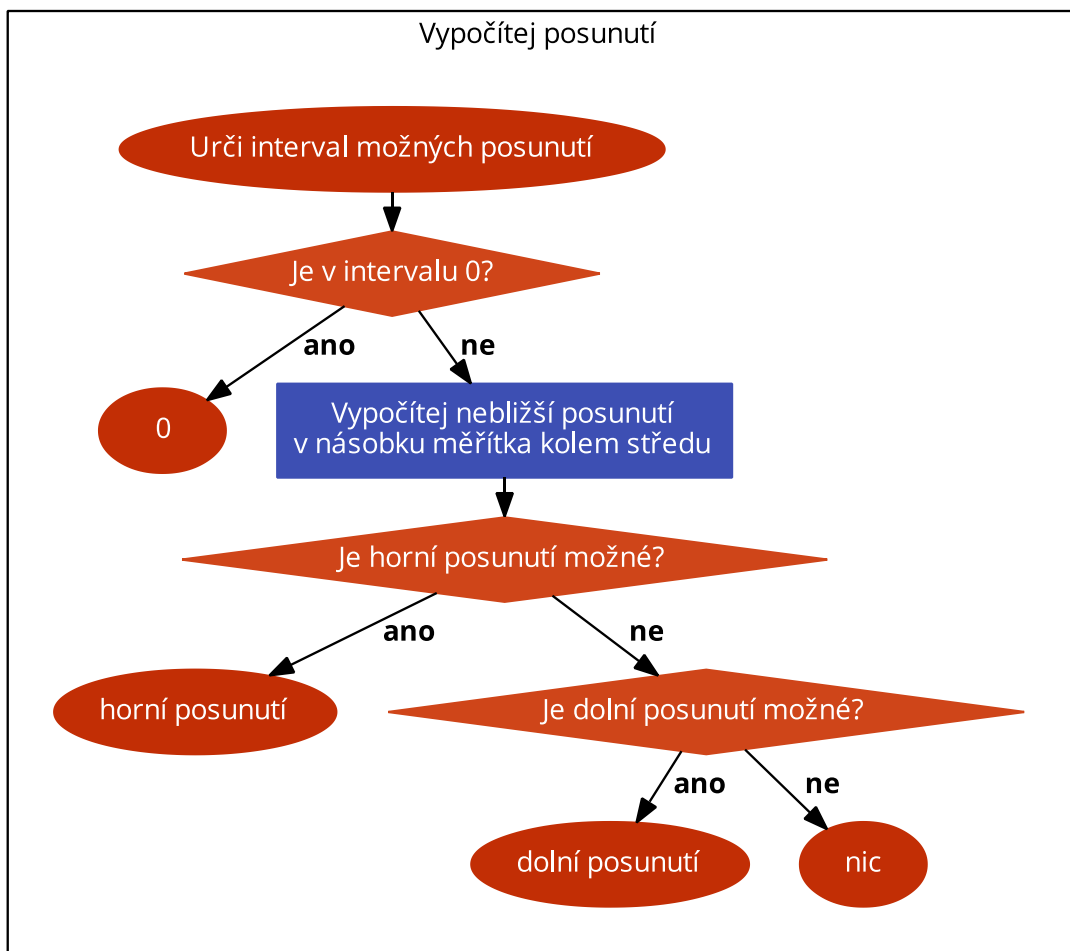 Vypočítej posunutí
Urči interval možných posunutí
Je v intervalu 0?
ano
ne
0
Vypočítej nebližší posunutí
v násobku měřítka kolem středu
Je horní posunutí možné?
ano
ne
horní posunutí
Je dolní posunutí možné?
ano
ne
dolní posunutí
nic